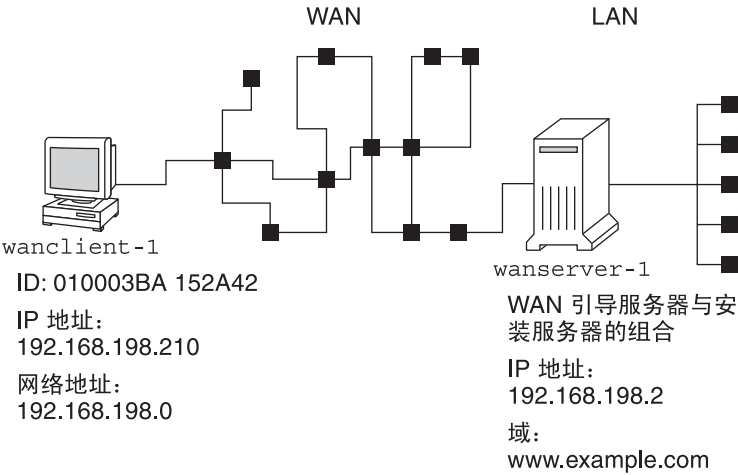 WAN
LAN
wanclient-1
ID: 010003BA 152A42
IP 地址：
192.168.198.210
网络地址：
192.168.198.0
wanserver-1
WAN 引导服务器与安
装服务器的组合
IP 地址：
192.168.198.2
域：
www.example.com